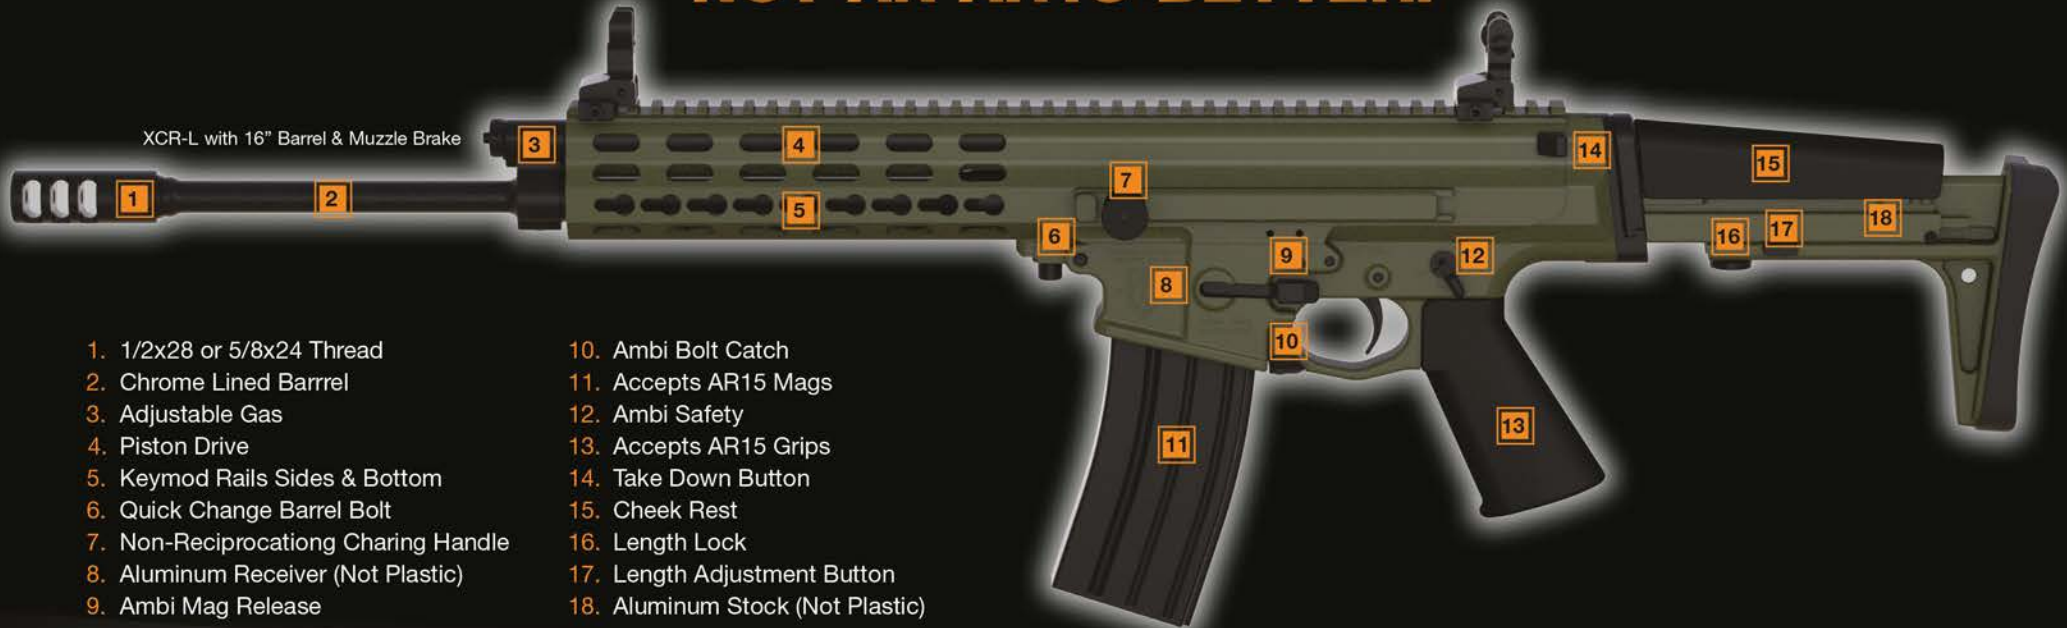 XCR-L with 16” Barrel & Muzzle Brake
3
4
14
15
1
2
5
7
6
9
12
16
17
18
8
10
11
13
1. 1/2x28 or 5/8x24 Thread
2. Chrome Lined Barrrel
3. Adjustable Gas
4. Piston Drive
5. Keymod Rails Sides & Bottom
6. Quick Change Barrel Bolt
7. Non-Reciprocationg Charing Handle
8. Aluminum Receiver (Not Plastic)
9. Ambi Mag Release
10. Ambi Bolt Catch
11. Accepts AR15 Mags
12. Ambi Safety
13. Accepts AR15 Grips
14. Take Down Button
15. Cheek Rest
16. Length Lock
17. Length Adjustment Button
18. Aluminum Stock (Not Plastic)